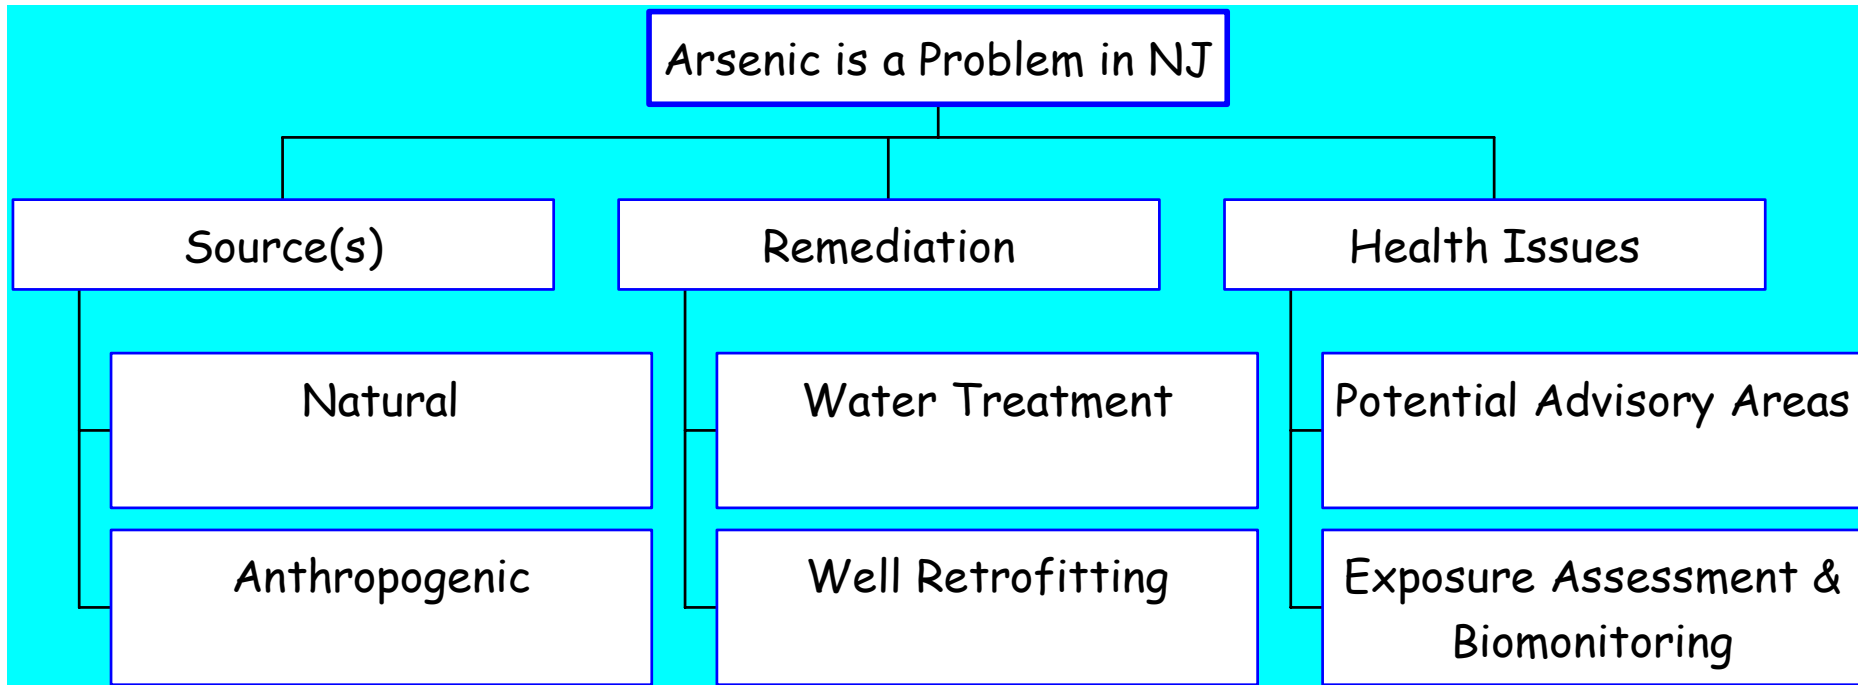 Arsenic is a Problem in NJ
Source(s)
Remediation
Health Issues
Natural
Water Treatment
Potential Advisory Areas
Anthropogenic
Well Retrofitting
Exposure Assessment &
Biomonitoring